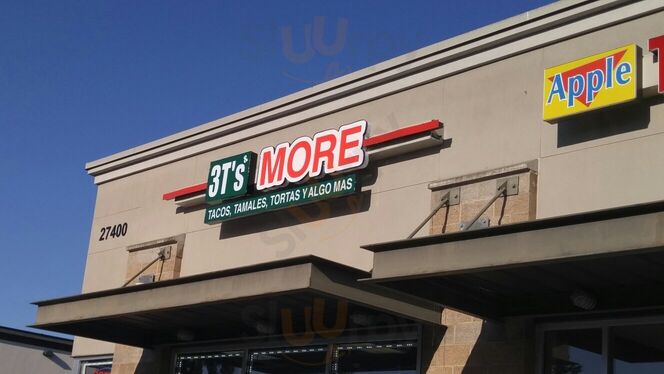 3T's & MORE
TACOS, TAMALES, TORTAS Y ALGO MAS
27400
Apple